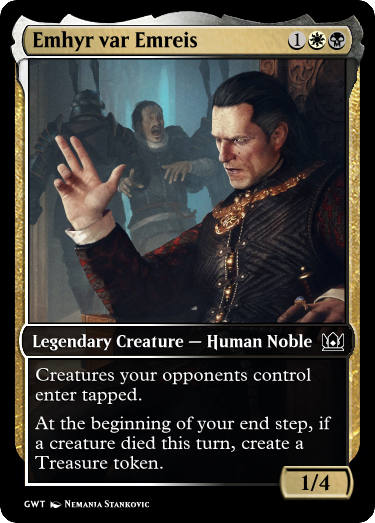 Emhyr var Emreis 1
Legendary Creature — Human Noble
Creatures your opponents control
enter tapped.
At the beginning of your end step, if
a creature died this turn, create a
Treasure token.
1/4
GWT Nemania Stankovic